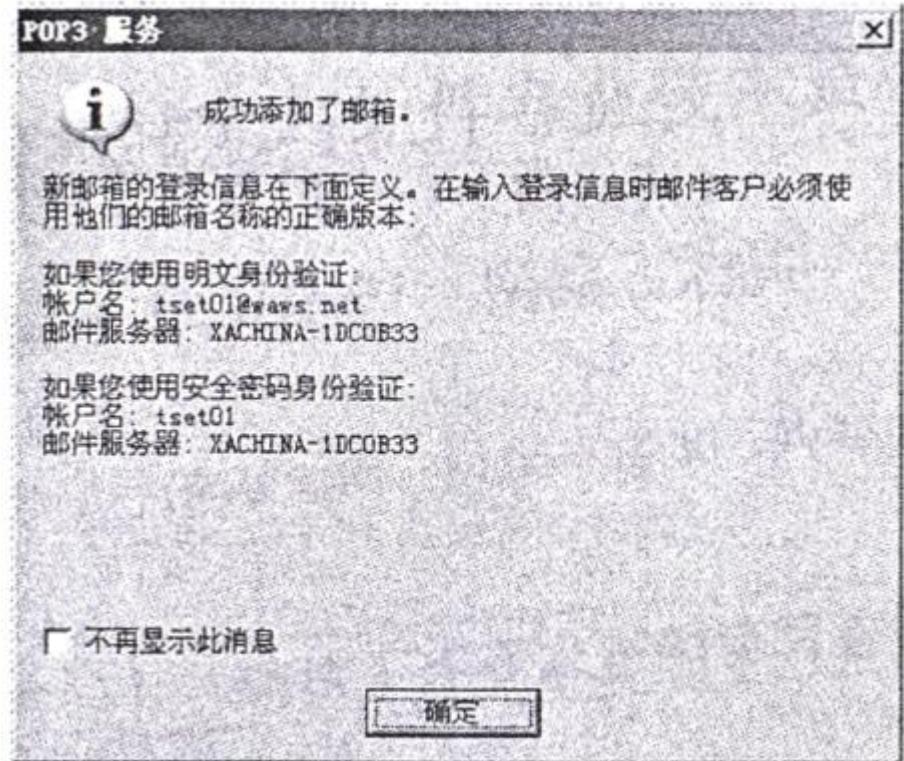 POP3 服务
成功添加了邮箱。
新邮箱的登录信息在下面定义。在输入登录信息时邮件客户必须使
用他们的邮箱名称的正确版本:
如果您使用明文身份验证:
帐户名: tset01@waws.net
邮件服务器: XACHINA-1DC0B33
如果您使用安全密码身份验证:
帐户名: tset01
邮件服务器: XACHINA-1DC0B33
不再显示此消息
确定